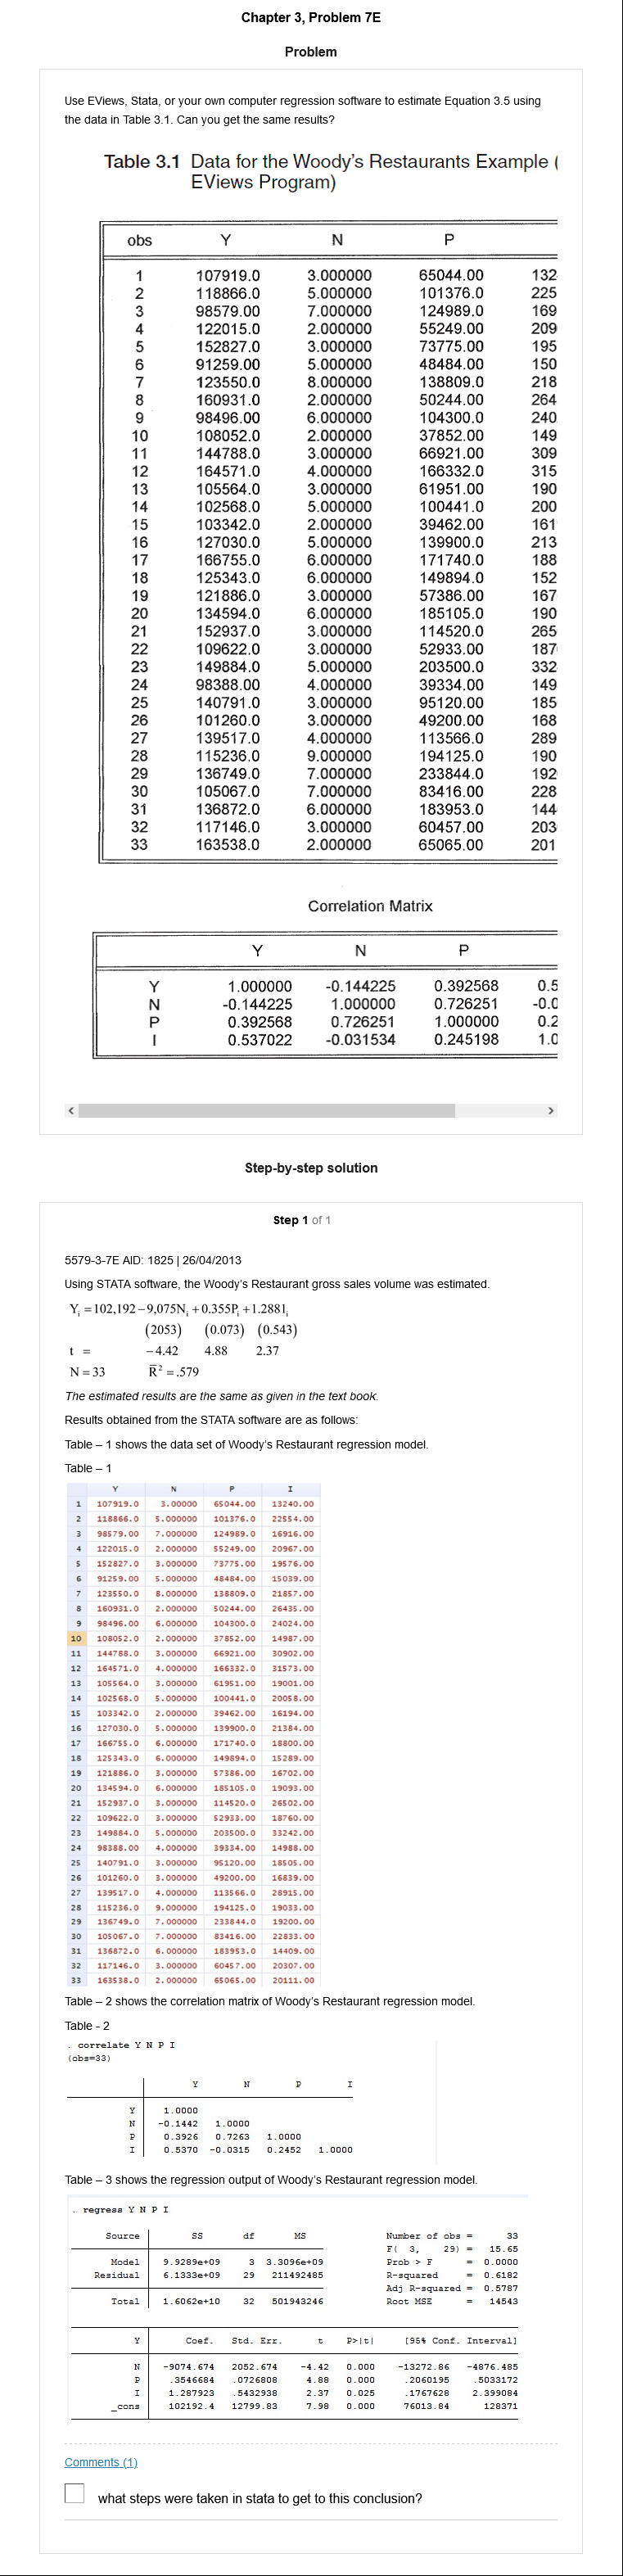 Chapter 3, Problem 7E
Problem
Use EViews, Stata, or your own computer regression software to estimate Equation 3.5 using
the data in Table 3.1. Can you get the same results?
Table 3.1 Data for the Woody's Restaurants Example (
EViews Program)
obs Y N P
1 107919.0 3.000000 65044.00 132
2 118866.0 5.000000 101376.0 225
3 98579.00 7.000000 124989.0 169
4 122015.0 2.000000 55249.00 209
5 152827.0 3.000000 73775.00 195
6 91259.00 5.000000 48484.00 150
7 123550.0 8.000000 138809.0 218
8 160931.0 2.000000 50244.00 264
9 98496.00 6.000000 104300.0 240
10 108052.0 2.000000 37852.00 149
11 144788.0 3.000000 66921.00 309
12 164571.0 4.000000 166332.0 315
13 105564.0 3.000000 61951.00 190
14 102568.0 5.000000 100441.0 200
15 103342.0 2.000000 39462.00 161
16 127030.0 5.000000 139900.0 213
17 166755.0 6.000000 171740.0 188
18 125343.0 6.000000 149894.0 152
19 121886.0 3.000000 57386.00 167
20 134594.0 6.000000 185105.0 190
21 152937.0 3.000000 114520.0 265
22 109622.0 3.000000 52933.00 187
23 149884.0 5.000000 203500.0 332
24 98388.00 4.000000 39334.00 149
25 140791.0 3.000000 95120.00 185
26 101260.0 3.000000 49200.00 168
27 139517.0 4.000000 113566.0 289
28 115236.0 9.000000 194125.0 190
29 136749.0 7.000000 233844.0 192
30 105067.0 7.000000 83416.00 228
31 136872.0 6.000000 183953.0 144
32 117146.0 3.000000 60457.00 203
33 163538.0 2.000000 65065.00 201
Correlation Matrix
Y N P
Y 1.000000 -0.144225 0.392568 0.5
N -0.144225 1.000000 0.726251 -0.0
P 0.392568 0.726251 1.000000 0.2
I 0.537022 -0.031534 0.245198 1.0
Step-by-step solution
Step 1 of 1
5579-3-7E AID: 1825 | 26/04/2013
Using STATA software, the Woody's Restaurant gross sales volume was estimated.
Yᵢ = 102,192 − 9,075Nᵢ + 0.355Pᵢ + 1.288Iᵢ
(2053) (0.073) (0.543)
t = −4.42 4.88 2.37
N = 33 R̄² = .579
The estimated results are the same as given in the text book.
Results obtained from the STATA software are as follows:
Table – 1 shows the data set of Woody's Restaurant regression model.
Table – 1
Y N P I
1 107919.0 3.00000 65044.00 13240.00
2 118866.0 5.000000 101376.0 22554.00
3 98579.00 7.000000 124989.0 16916.00
4 122015.0 2.000000 55249.00 20967.00
5 152827.0 3.000000 73775.00 19576.00
6 91259.00 5.000000 48484.00 15039.00
7 123550.0 8.000000 138809.0 21857.00
8 160931.0 2.000000 50244.00 26435.00
9 98496.00 6.000000 104300.0 24024.00
10 108052.0 2.000000 37852.00 14987.00
11 144788.0 3.000000 66921.00 30902.00
12 164571.0 4.000000 166332.0 31573.00
13 105564.0 3.000000 61951.00 19001.00
14 102568.0 5.000000 100441.0 20058.00
15 103342.0 2.000000 39462.00 16194.00
16 127030.0 5.000000 139900.0 21384.00
17 166755.0 6.000000 171740.0 18800.00
18 125343.0 6.000000 149894.0 15289.00
19 121886.0 3.000000 57386.00 16702.00
20 134594.0 6.000000 185105.0 19093.00
21 152937.0 3.000000 114520.0 26502.00
22 109622.0 3.000000 52933.00 18760.00
23 149884.0 5.000000 203500.0 33242.00
24 98388.00 4.000000 39334.00 14988.00
25 140791.0 3.000000 95120.00 18505.00
26 101260.0 3.000000 49200.00 16839.00
27 139517.0 4.000000 113566.0 28915.00
28 115236.0 9.000000 194125.0 19033.00
29 136749.0 7.000000 233844.0 19200.00
30 105067.0 7.000000 83416.00 22833.00
31 136872.0 6.000000 183953.0 14409.00
32 117146.0 3.000000 60457.00 20307.00
33 163538.0 2.000000 65065.00 20111.00
Table – 2 shows the correlation matrix of Woody's Restaurant regression model.
Table - 2
. correlate Y N P I
(obs=33)
Y N P I
Y 1.0000
N -0.1442 1.0000
P 0.3926 0.7263 1.0000
I 0.5370 -0.0315 0.2452 1.0000
Table – 3 shows the regression output of Woody's Restaurant regression model.
. regress Y N P I
Source SS df MS Number of obs = 33
F( 3, 29) = 15.65
Model 9.9289e+09 3 3.3096e+09 Prob > F = 0.0000
Residual 6.1333e+09 29 211492485 R-squared = 0.6182
Adj R-squared = 0.5787
Total 1.6062e+10 32 501943246 Root MSE = 14543
Y Coef. Std. Err. t P>|t| [95% Conf. Interval]
N -9074.674 2052.674 -4.42 0.000 -13272.86 -4876.485
P .3546684 .0726808 4.88 0.000 .2060195 .5033172
I 1.287923 .5432938 2.37 0.025 .1767628 2.399084
_cons 102192.4 12799.83 7.98 0.000 76013.84 128371
Comments (1)
what steps were taken in stata to get to this conclusion?